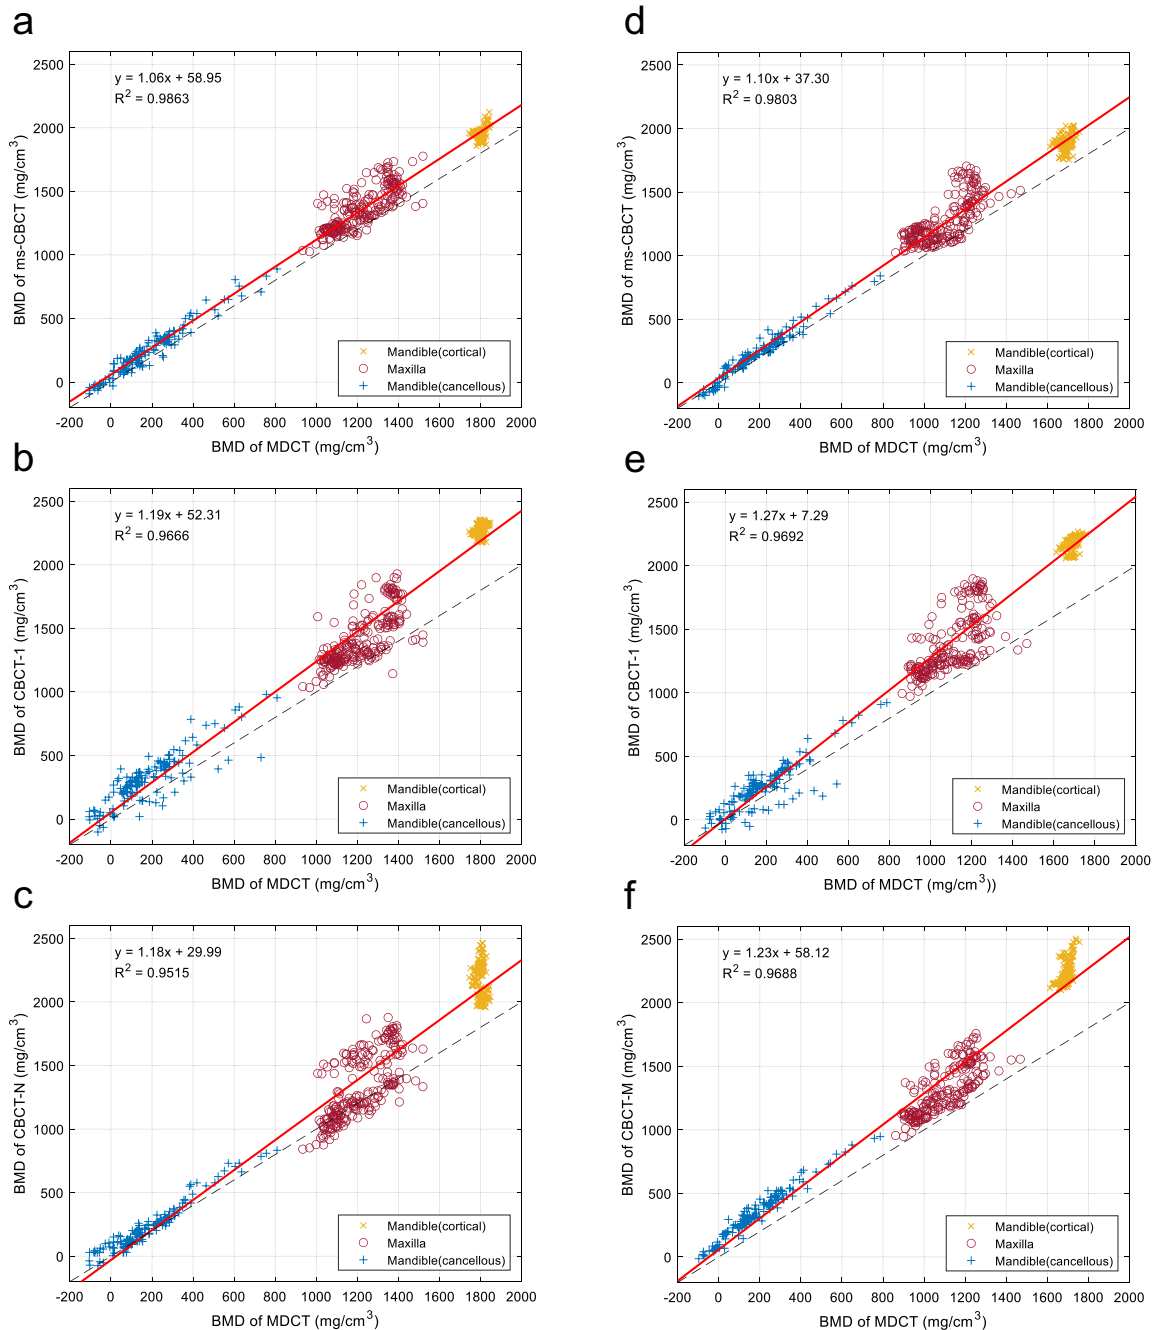 a
y = 1.06x + 58.95
R² = 0.9863
BMD of ms-CBCT (mg/cm³)
2500
2000
1500
1000
500
0
-200 0 200 400 600 800 1000 1200 1400 1600 1800 2000
BMD of MDCT (mg/cm³)
Mandible(cortical)
Maxilla
Mandible(cancellous)
d
y = 1.10x + 37.30
R² = 0.9803
BMD of ms-CBCT (mg/cm³)
2500
2000
1500
1000
500
0
-200 0 200 400 600 800 1000 1200 1400 1600 1800 2000
BMD of MDCT (mg/cm³)
Mandible(cortical)
Maxilla
Mandible(cancellous)
b
y = 1.19x + 52.31
R² = 0.9666
BMD of CBCT-1 (mg/cm³)
2500
2000
1500
1000
500
0
-200 0 200 400 600 800 1000 1200 1400 1600 1800 2000
BMD of MDCT (mg/cm³)
Mandible(cortical)
Maxilla
Mandible(cancellous)
e
y = 1.27x + 7.29
R² = 0.9692
BMD of CBCT-1 (mg/cm³)
2500
2000
1500
1000
500
0
-200 0 200 400 600 800 1000 1200 1400 1600 1800 2000
BMD of MDCT (mg/cm³))
Mandible(cortical)
Maxilla
Mandible(cancellous)
c
y = 1.18x + 29.99
R² = 0.9515
BMD of CBCT-N (mg/cm³)
2500
2000
1500
1000
500
0
-200 0 200 400 600 800 1000 1200 1400 1600 1800 2000
BMD of MDCT (mg/cm³)
Mandible(cortical)
Maxilla
Mandible(cancellous)
f
y = 1.23x + 58.12
R² = 0.9688
BMD of CBCT-M (mg/cm³)
2500
2000
1500
1000
500
0
-200 0 200 400 600 800 1000 1200 1400 1600 1800 2000
BMD of MDCT (mg/cm³)
Mandible(cortical)
Maxilla
Mandible(cancellous)